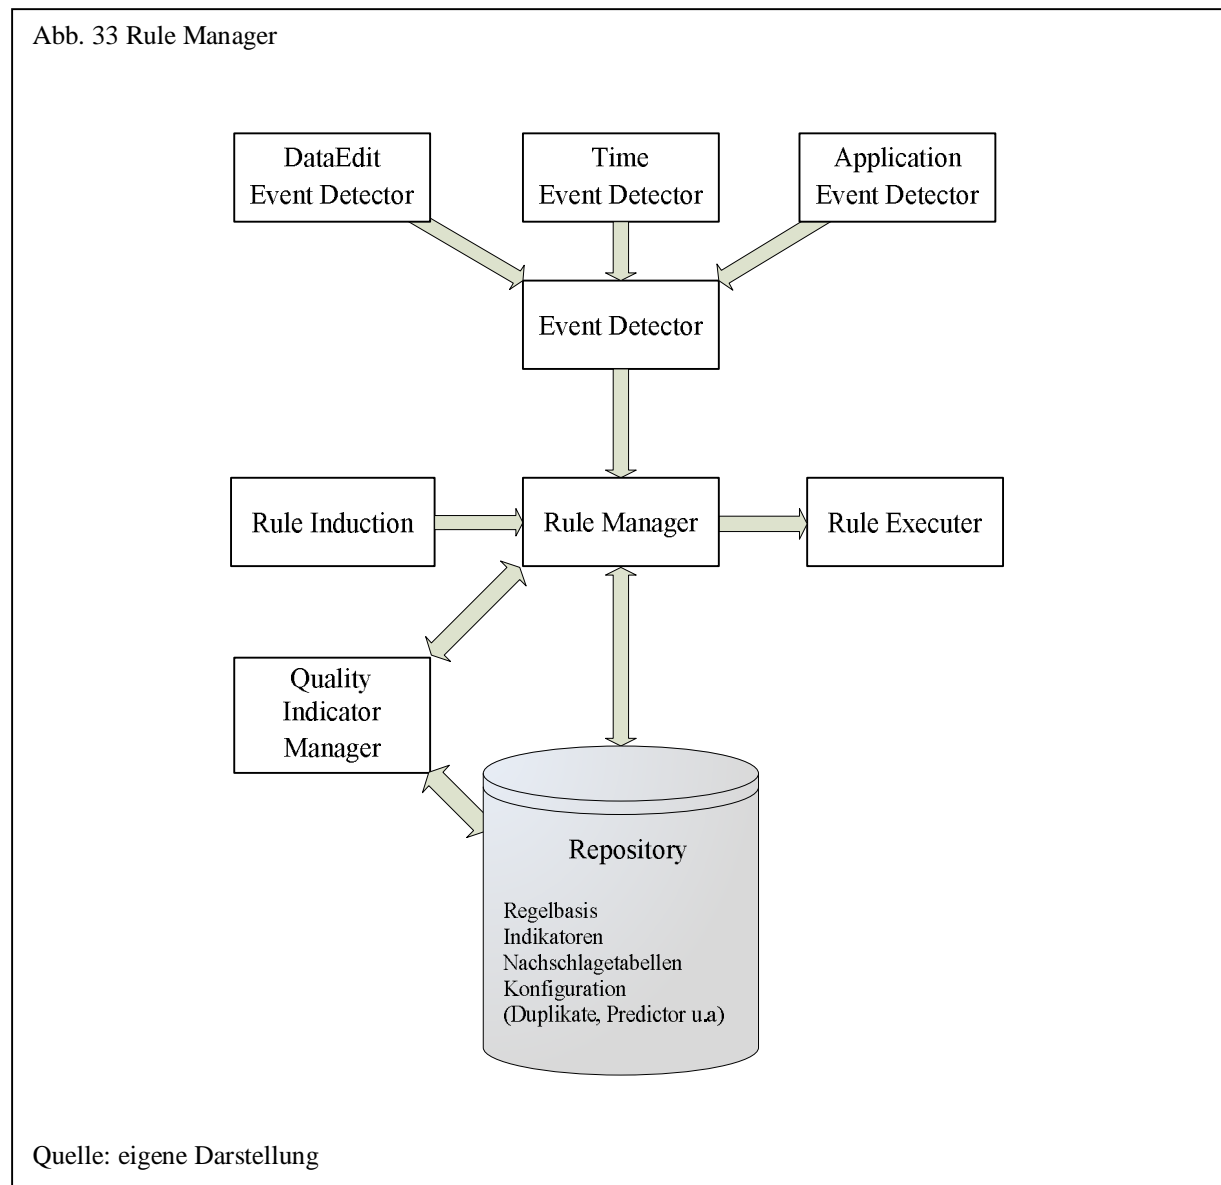 Abb. 33 Rule Manager
DataEdit
Event Detector
Time
Event Detector
Application
Event Detector
Event Detector
Rule Induction
Rule Manager
Rule Executer
Quality
Indicator
Manager
Repository
Regelbasis
Indikatoren
Nachschlagetabellen
Konfiguration
(Duplikate, Predictor u.a)
Quelle: eigene Darstellung